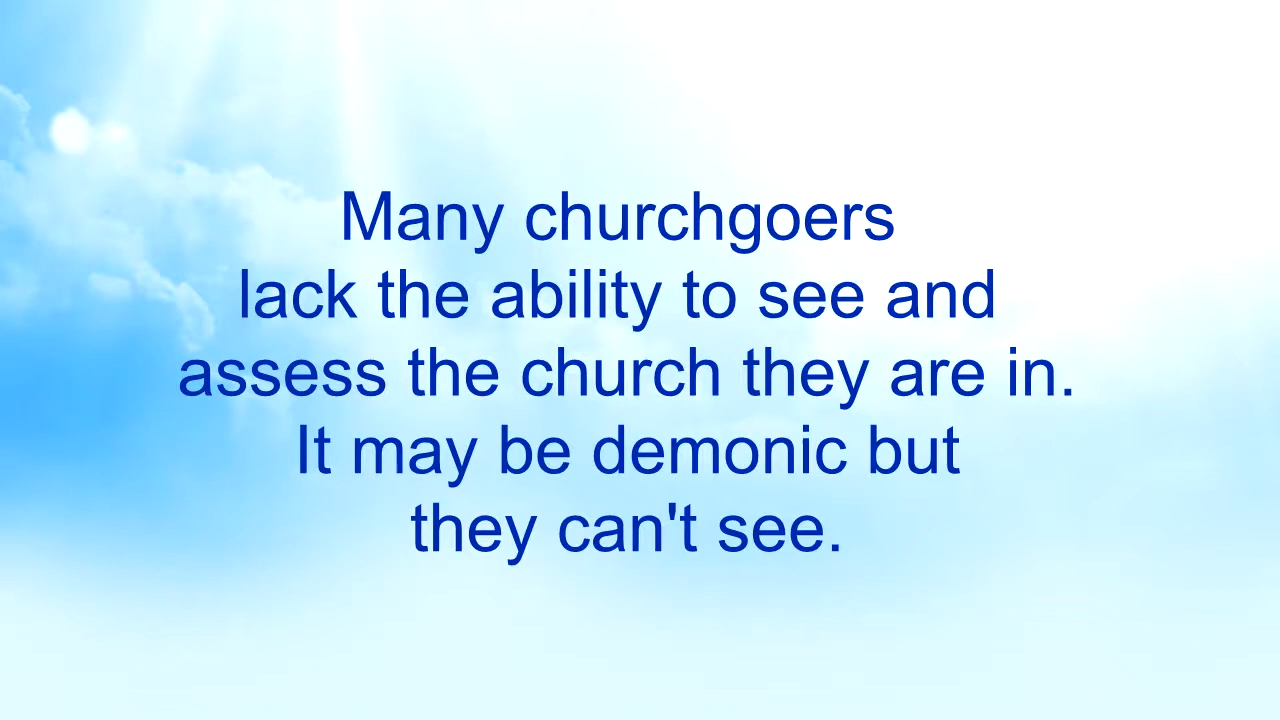 Many churchgoers
lack the ability to see and
assess the church they are in.
It may be demonic but
they can't see.